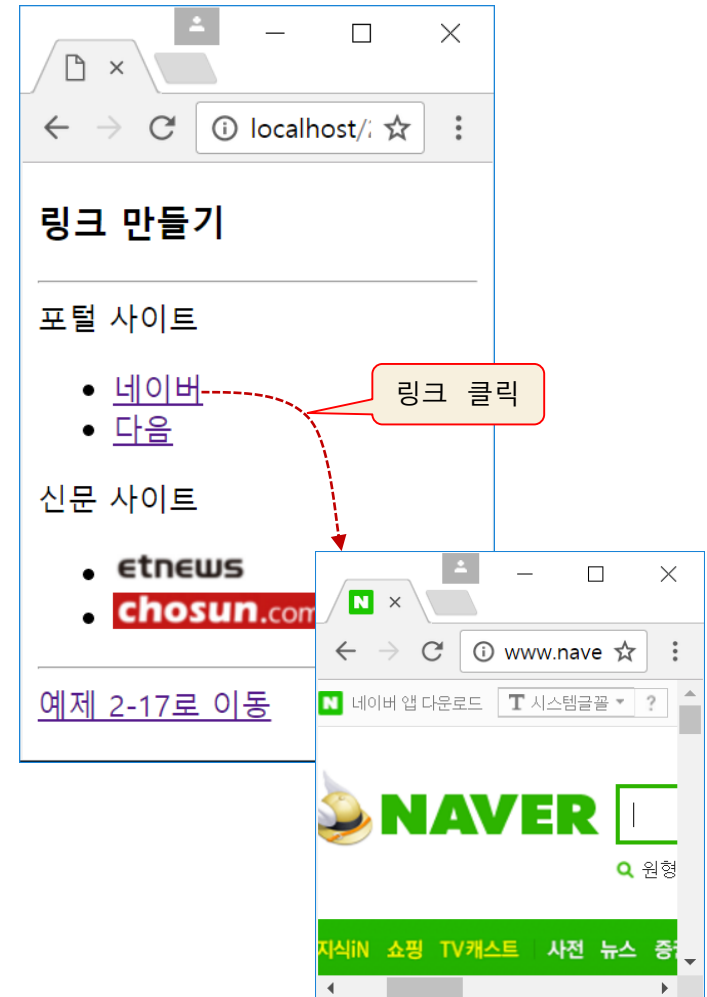 localhost/
링크 만들기
포털 사이트
네이버
링크 클릭
다음
신문 사이트
etnews
chosun.com
예제 2-17로 이동
N
www.nave
N 네이버 앱 다운로드 T 시스템글꼴 ?
NAVER
원형
지식iN 쇼핑 TV캐스트 사전 뉴스